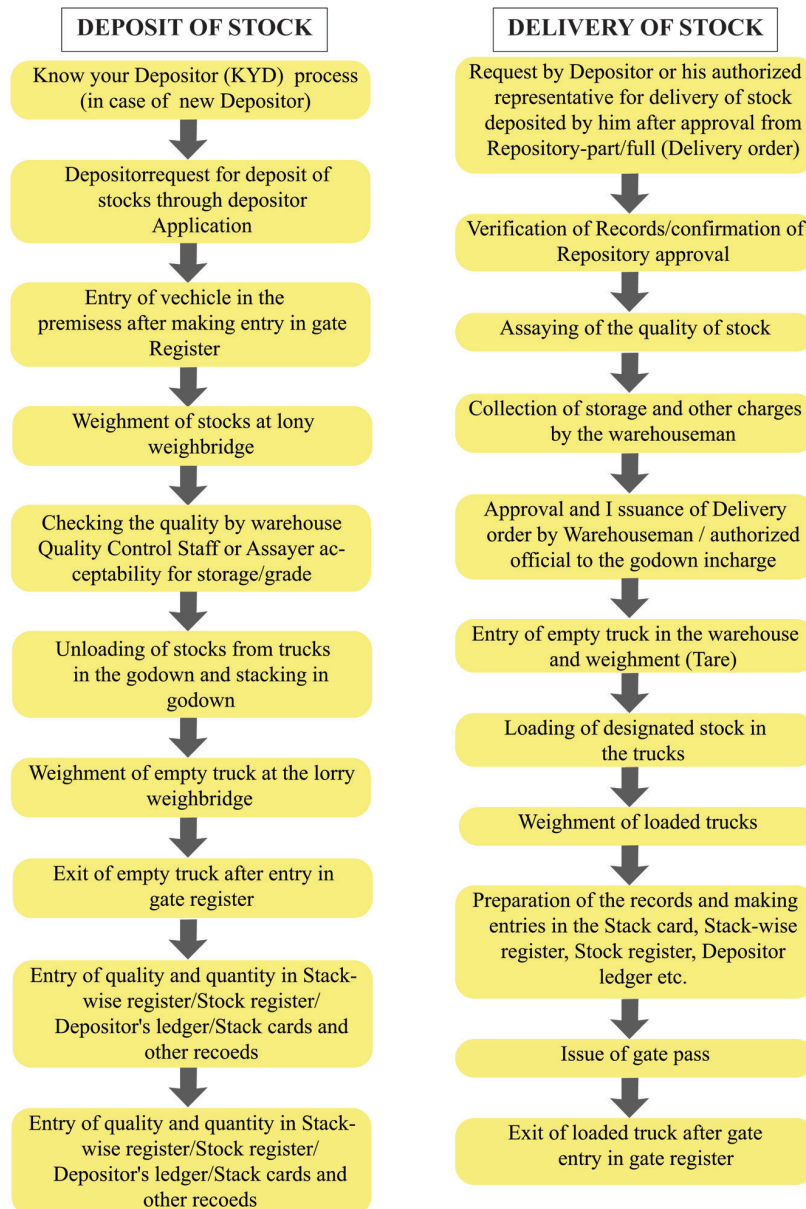 DEPOSIT OF STOCK
Know your Depositor (KYD) process
(in case of new Depositor)
Depositorrequest for deposit of
stocks through depositor
Application
Entry of vechicle in the
premisess after making entry in gate
Register
Weighment of stocks at lony
weighbridge
Checking the quality by warehouse
Quality Control Staff or Assayer ac-
ceptability for storage/grade
Unloading of stocks from trucks
in the godown and stacking in
godown
Weighment of empty truck at the lorry
weighbridge
Exit of empty truck after entry in
gate register
Entry of quality and quantity in Stack-
wise register/Stock register/
Depositor's ledger/Stack cards and
other recoeds
Entry of quality and quantity in Stack-
wise register/Stock register/
Depositor's ledger/Stack cards and
other recoeds
DELIVERY OF STOCK
Request by Depositor or his authorized
representative for delivery of stock
deposited by him after approval from
Repository-part/full (Delivery order)
Verification of Records/confirmation of
Repository approval
Assaying of the quality of stock
Collection of storage and other charges
by the warehouseman
Approval and I ssuance of Delivery
order by Warehouseman / authorized
official to the godown incharge
Entry of empty truck in the warehouse
and weighment (Tare)
Loading of designated stock in
the trucks
Weighment of loaded trucks
Preparation of the records and making
entries in the Stack card, Stack-wise
register, Stock register, Depositor
ledger etc.
Issue of gate pass
Exit of loaded truck after gate
entry in gate register